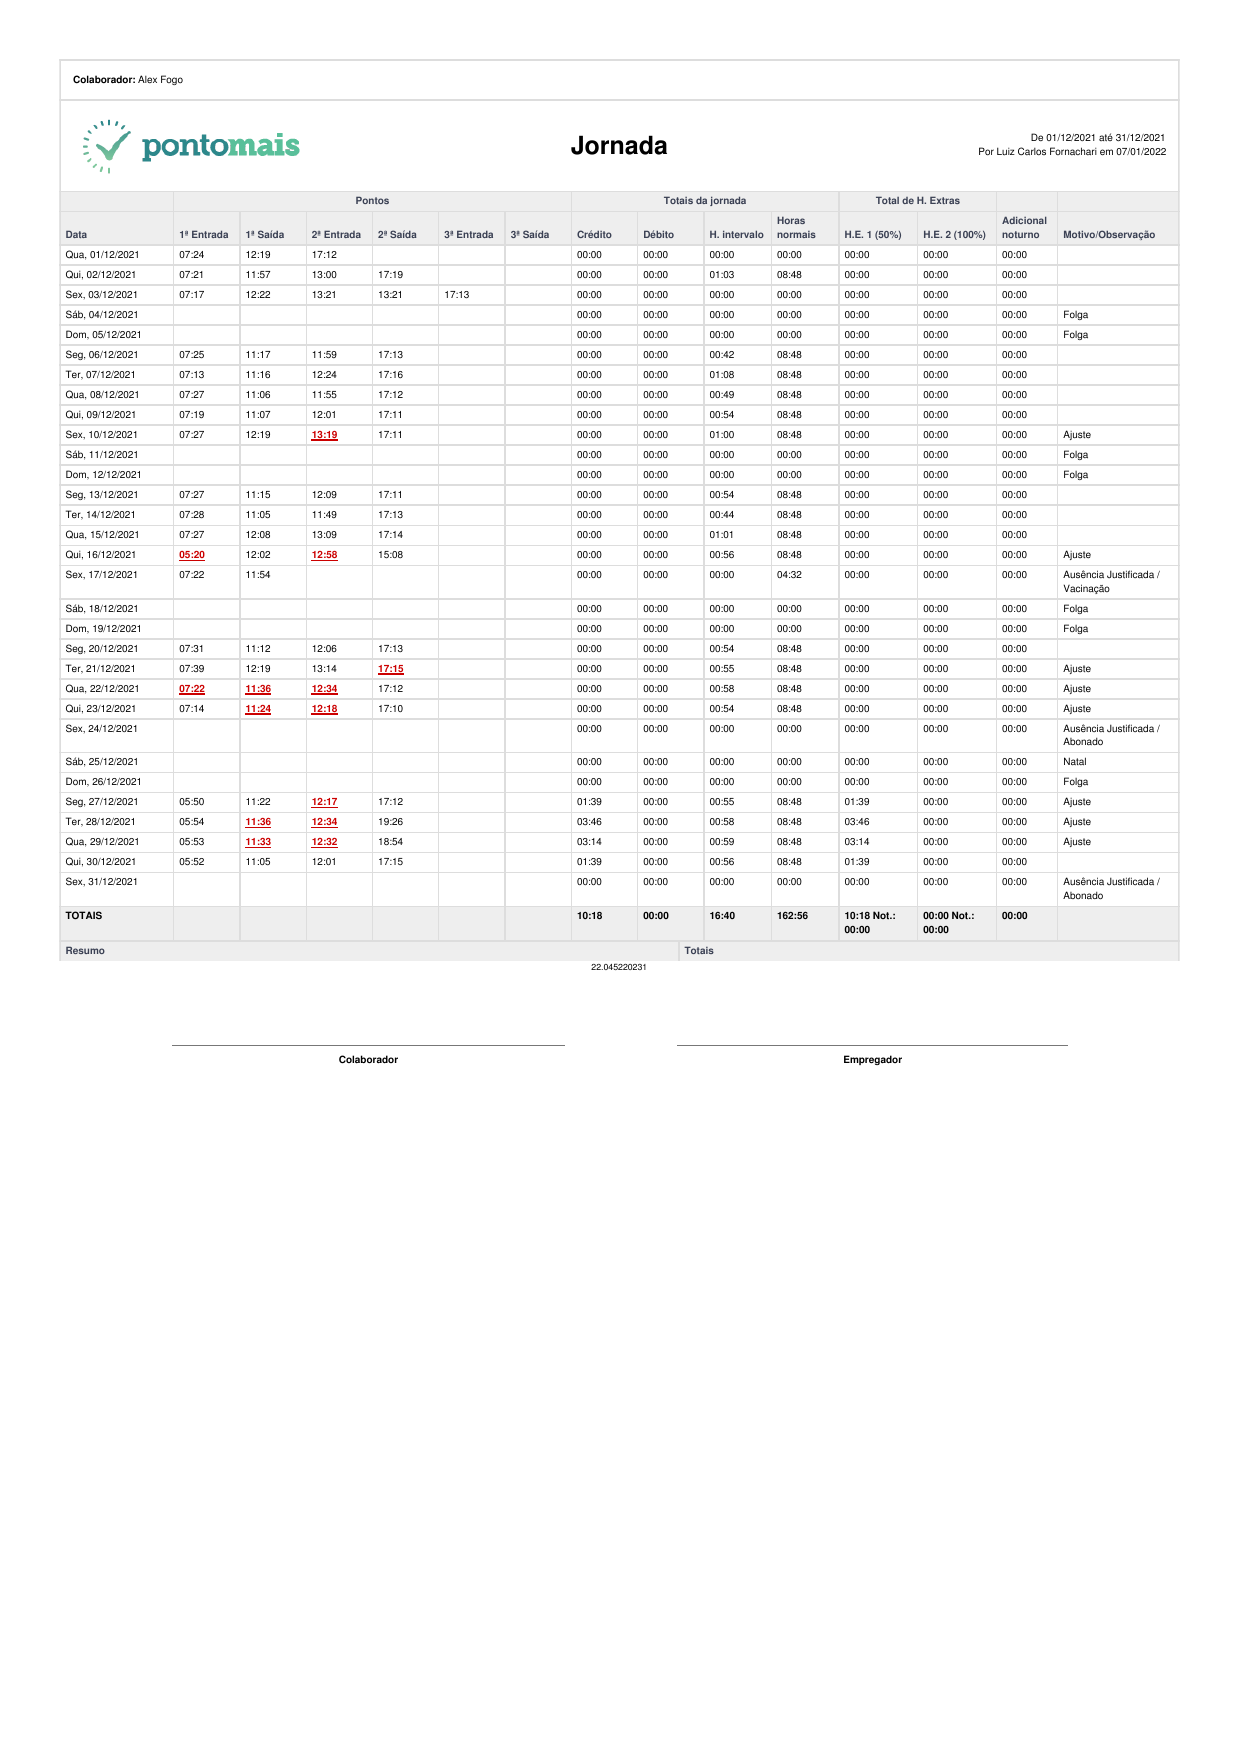 Colaborador: Alex Fogo
pontomais
Jornada
De 01/12/2021 até 31/12/2021
Por Luiz Carlos Fornachari em 07/01/2022
Pontos Totais da jornada Total de H. Extras
Data 1ª Entrada 1ª Saída 2ª Entrada 2ª Saída 3ª Entrada 3ª Saída Crédito Débito H. intervalo Horas normais H.E. 1 (50%) H.E. 2 (100%) Adicional noturno Motivo/Observação
Qua, 01/12/2021 07:24 12:19 17:12 00:00 00:00 00:00 00:00 00:00 00:00 00:00
Qui, 02/12/2021 07:21 11:57 13:00 17:19 00:00 00:00 01:03 08:48 00:00 00:00 00:00
Sex, 03/12/2021 07:17 12:22 13:21 13:21 17:13 00:00 00:00 00:00 00:00 00:00 00:00 00:00
Sáb, 04/12/2021 00:00 00:00 00:00 00:00 00:00 00:00 00:00 Folga
Dom, 05/12/2021 00:00 00:00 00:00 00:00 00:00 00:00 00:00 Folga
Seg, 06/12/2021 07:25 11:17 11:59 17:13 00:00 00:00 00:42 08:48 00:00 00:00 00:00
Ter, 07/12/2021 07:13 11:16 12:24 17:16 00:00 00:00 01:08 08:48 00:00 00:00 00:00
Qua, 08/12/2021 07:27 11:06 11:55 17:12 00:00 00:00 00:49 08:48 00:00 00:00 00:00
Qui, 09/12/2021 07:19 11:07 12:01 17:11 00:00 00:00 00:54 08:48 00:00 00:00 00:00
Sex, 10/12/2021 07:27 12:19 13:19 17:11 00:00 00:00 01:00 08:48 00:00 00:00 00:00 Ajuste
Sáb, 11/12/2021 00:00 00:00 00:00 00:00 00:00 00:00 00:00 Folga
Dom, 12/12/2021 00:00 00:00 00:00 00:00 00:00 00:00 00:00 Folga
Seg, 13/12/2021 07:27 11:15 12:09 17:11 00:00 00:00 00:54 08:48 00:00 00:00 00:00
Ter, 14/12/2021 07:28 11:05 11:49 17:13 00:00 00:00 00:44 08:48 00:00 00:00 00:00
Qua, 15/12/2021 07:27 12:08 13:09 17:14 00:00 00:00 01:01 08:48 00:00 00:00 00:00
Qui, 16/12/2021 05:20 12:02 12:58 15:08 00:00 00:00 00:56 08:48 00:00 00:00 00:00 Ajuste
Sex, 17/12/2021 07:22 11:54 00:00 00:00 00:00 04:32 00:00 00:00 00:00 Ausência Justificada /
Vacinação
Sáb, 18/12/2021 00:00 00:00 00:00 00:00 00:00 00:00 00:00 Folga
Dom, 19/12/2021 00:00 00:00 00:00 00:00 00:00 00:00 00:00 Folga
Seg, 20/12/2021 07:31 11:12 12:06 17:13 00:00 00:00 00:54 08:48 00:00 00:00 00:00
Ter, 21/12/2021 07:39 12:19 13:14 17:15 00:00 00:00 00:55 08:48 00:00 00:00 00:00 Ajuste
Qua, 22/12/2021 07:22 11:36 12:34 17:12 00:00 00:00 00:58 08:48 00:00 00:00 00:00 Ajuste
Qui, 23/12/2021 07:14 11:24 12:18 17:10 00:00 00:00 00:54 08:48 00:00 00:00 00:00 Ajuste
Sex, 24/12/2021 00:00 00:00 00:00 00:00 00:00 00:00 00:00 Ausência Justificada /
Abonado
Sáb, 25/12/2021 00:00 00:00 00:00 00:00 00:00 00:00 00:00 Natal
Dom, 26/12/2021 00:00 00:00 00:00 00:00 00:00 00:00 00:00 Folga
Seg, 27/12/2021 05:50 11:22 12:17 17:12 01:39 00:00 00:55 08:48 01:39 00:00 00:00 Ajuste
Ter, 28/12/2021 05:54 11:36 12:34 19:26 03:46 00:00 00:58 08:48 03:46 00:00 00:00 Ajuste
Qua, 29/12/2021 05:53 11:33 12:32 18:54 03:14 00:00 00:59 08:48 03:14 00:00 00:00 Ajuste
Qui, 30/12/2021 05:52 11:05 12:01 17:15 01:39 00:00 00:56 08:48 01:39 00:00 00:00
Sex, 31/12/2021 00:00 00:00 00:00 00:00 00:00 00:00 00:00 Ausência Justificada /
Abonado
TOTAIS 10:18 00:00 16:40 162:56 10:18 Not.: 00:00 Not.: 00:00
00:00 00:00
Resumo Totais
22.045220231
Colaborador Empregador